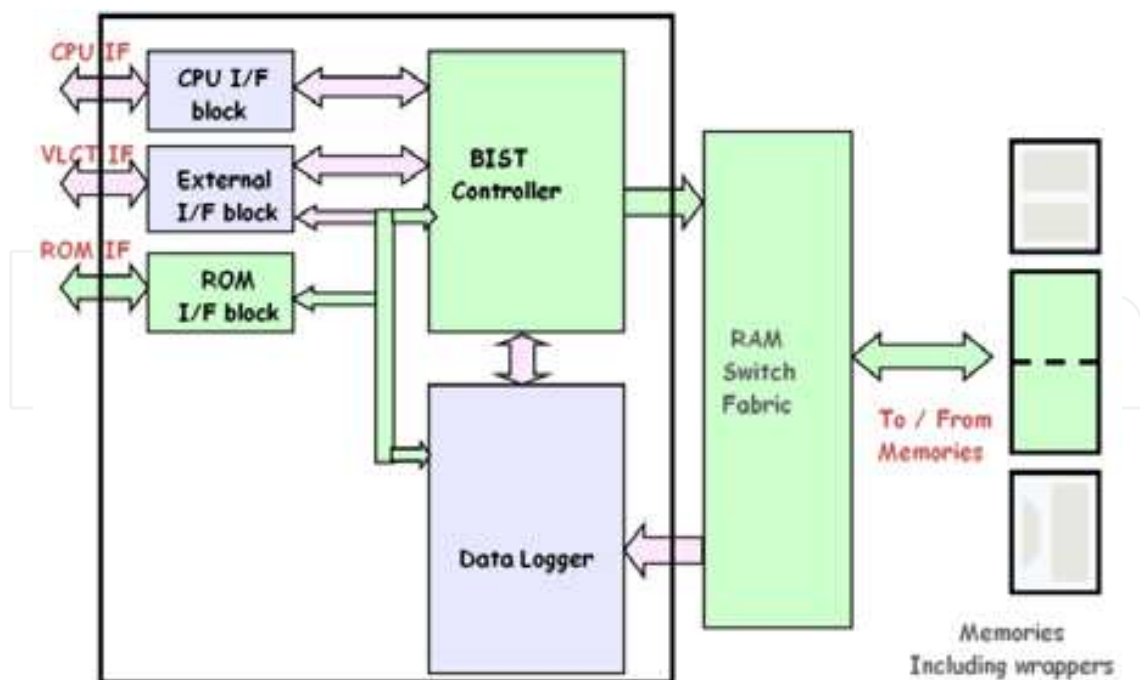 CPU IF
CPU I/F
block
VLCT IF
External
I/F block
ROM IF
ROM
I/F block
BIST
Controller
Data Logger
RAM
Switch
Fabric
To / From
Memories
Memories
Including wrappers